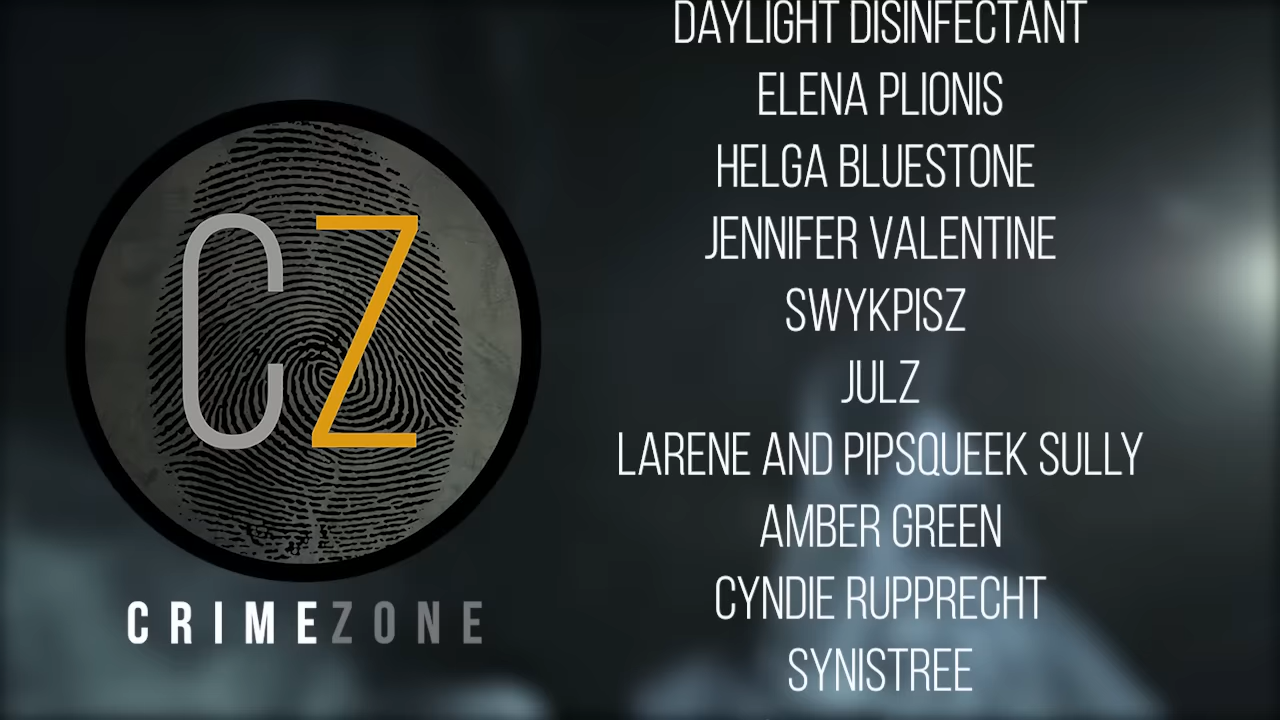 CZ
CRIMEZONE
DAYLIGHT DISINFECTANT
ELENA PLIONIS
HELGA BLUESTONE
JENNIFER VALENTINE
SWYKPISZ
JULZ
LARENE AND PIPSQUEEK SULLY
AMBER GREEN
CYNDIE RUPPRECHT
SYNISTREE